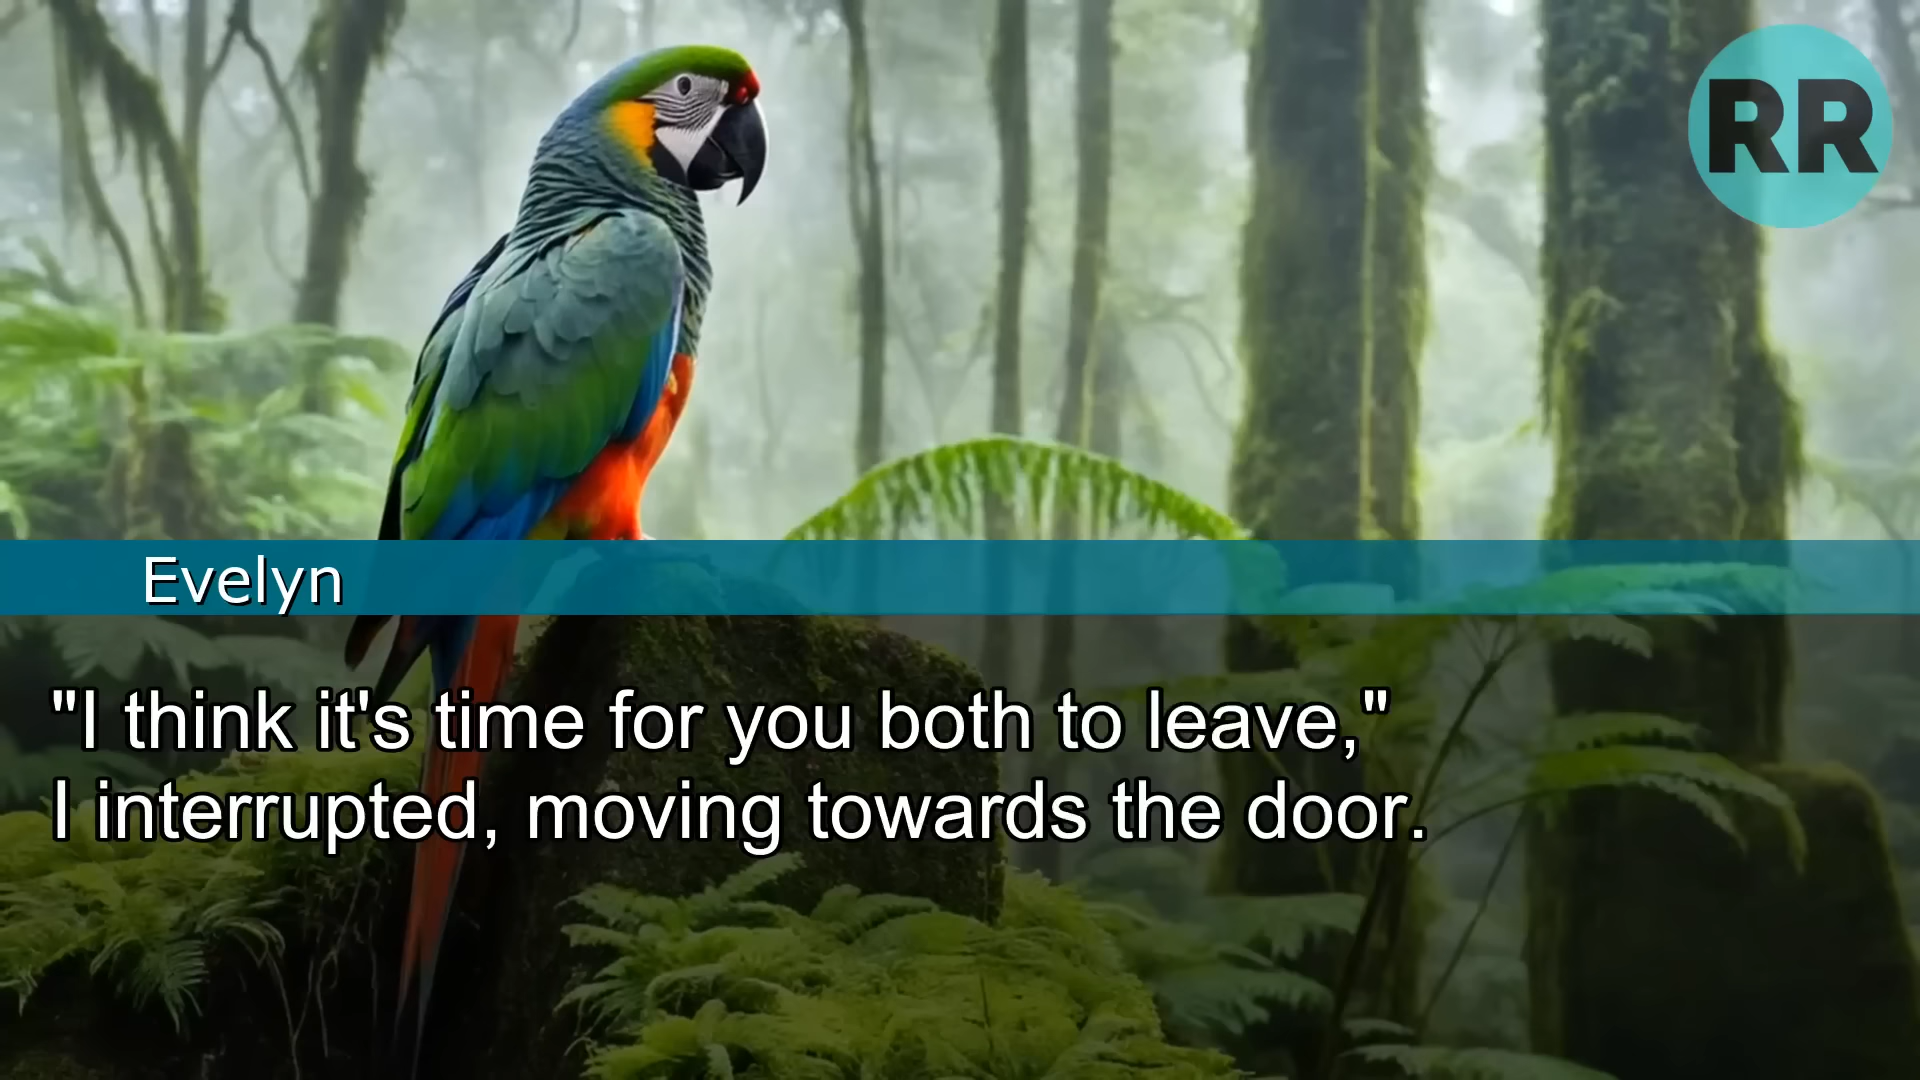 RR
Evelyn
"I think it's time for you both to leave,"
I interrupted, moving towards the door.